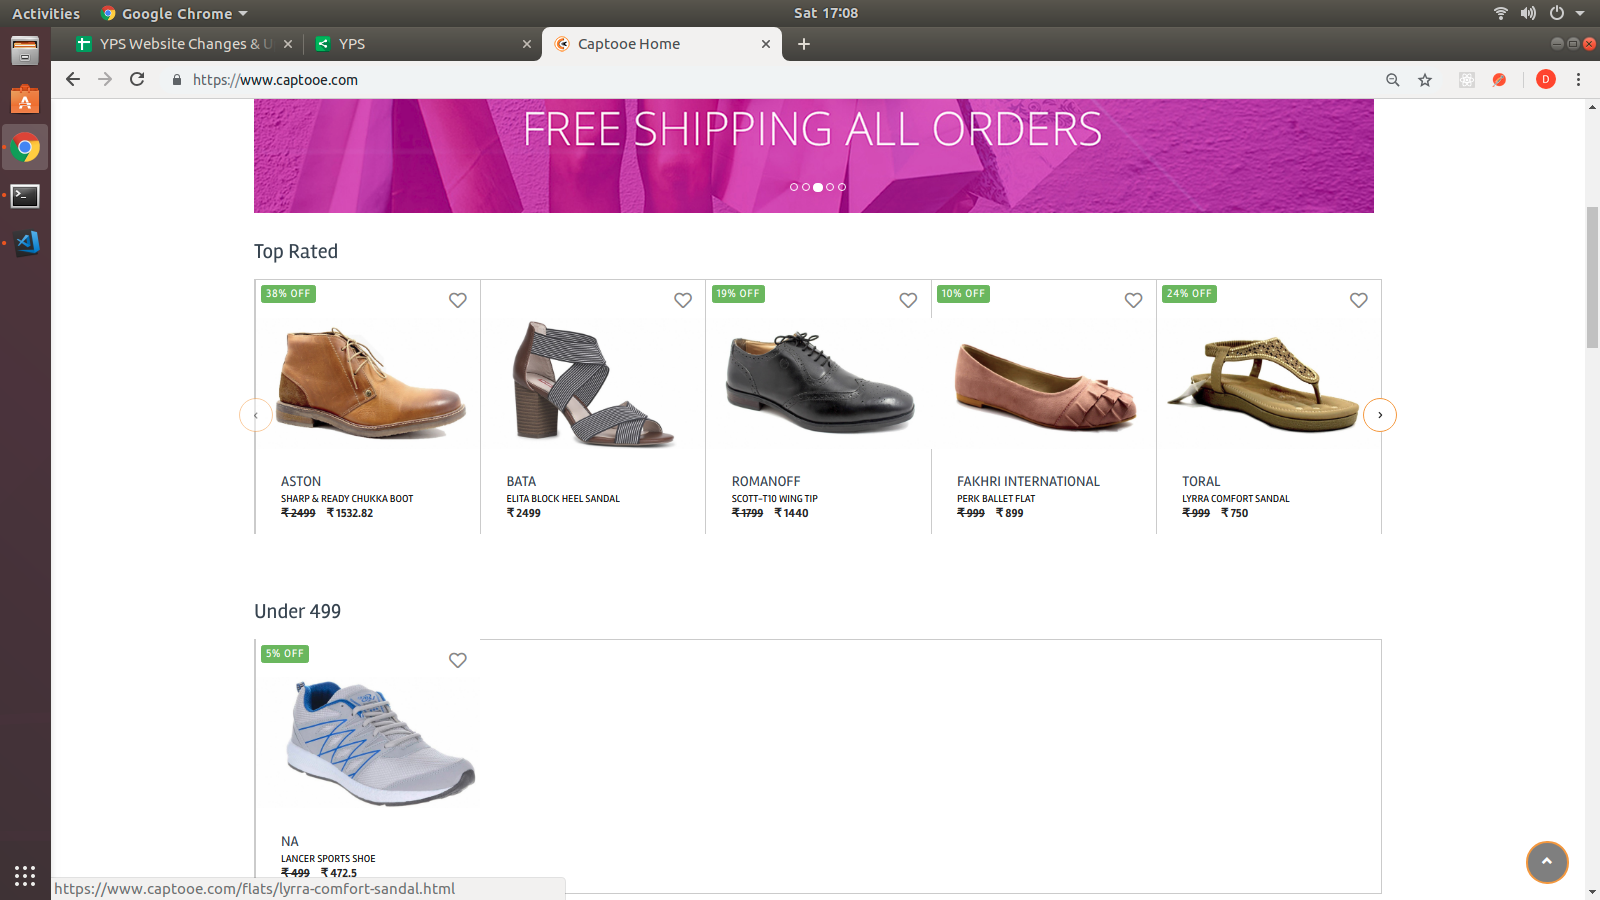 Activities
Google Chrome
Sat 17:08
YPS Website Changes & U
YPS
Captooe Home
https://www.captooe.com
D
FREE SHIPPING ALL ORDERS
Top Rated
38% OFF
19% OFF
10% OFF
24% OFF
ASTON
SHARP & READY CHUKKA BOOT
₹ 2499 ₹ 1532.82
BATA
ELITA BLOCK HEEL SANDAL
₹ 2499
ROMANOFF
SCOTT-T10 WING TIP
₹ 1799 ₹ 1440
FAKHRI INTERNATIONAL
PERK BALLET FLAT
₹ 999 ₹ 899
TORAL
LYRRA COMFORT SANDAL
₹ 999 ₹ 750
Under 499
5% OFF
NA
LANCER SPORTS SHOE
₹ 499 ₹ 472.5
https://www.captooe.com/flats/lyrra-comfort-sandal.html